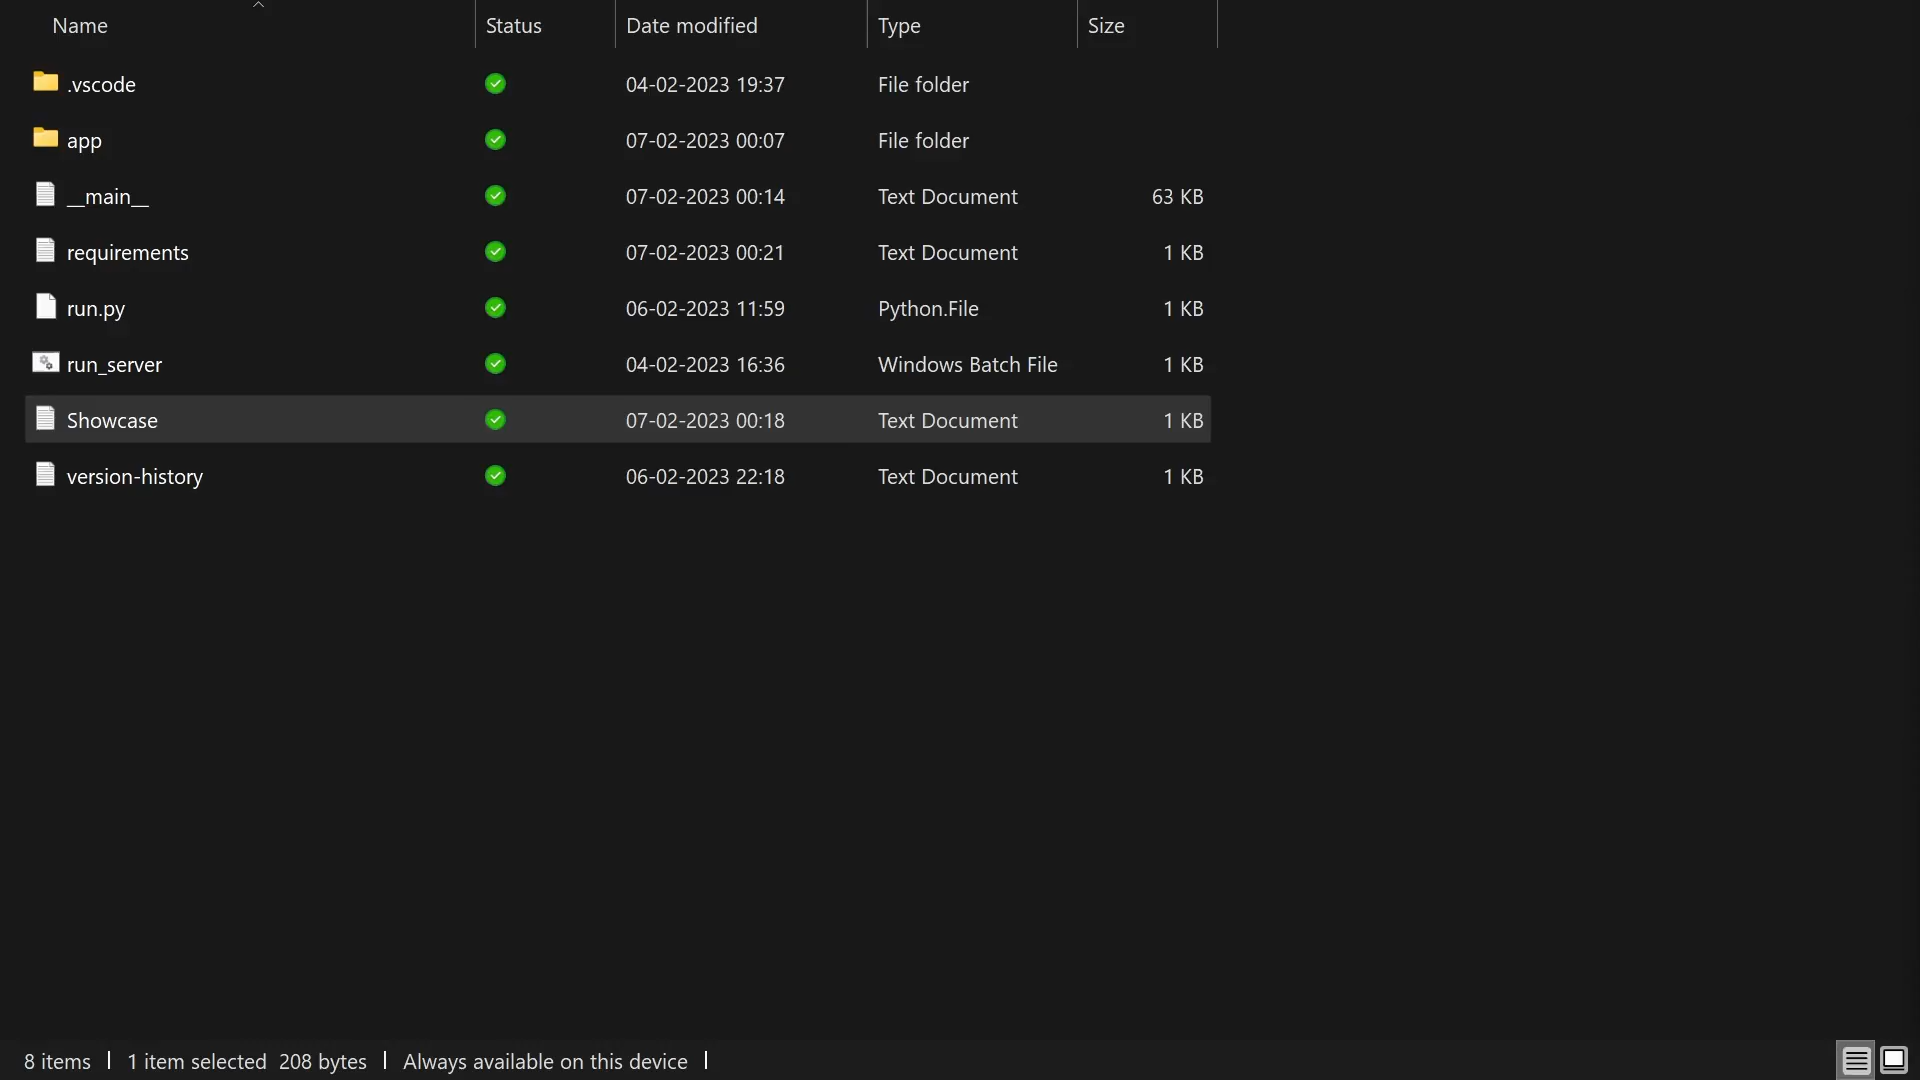 Name Status Date modified Type Size
.vscode 04-02-2023 19:37 File folder
app 07-02-2023 00:07 File folder
__main__ 07-02-2023 00:14 Text Document 63 KB
requirements 07-02-2023 00:21 Text Document 1 KB
run.py 06-02-2023 11:59 Python.File 1 KB
run_server 04-02-2023 16:36 Windows Batch File 1 KB
Showcase 07-02-2023 00:18 Text Document 1 KB
version-history 06-02-2023 22:18 Text Document 1 KB
8 items 1 item selected 208 bytes Always available on this device